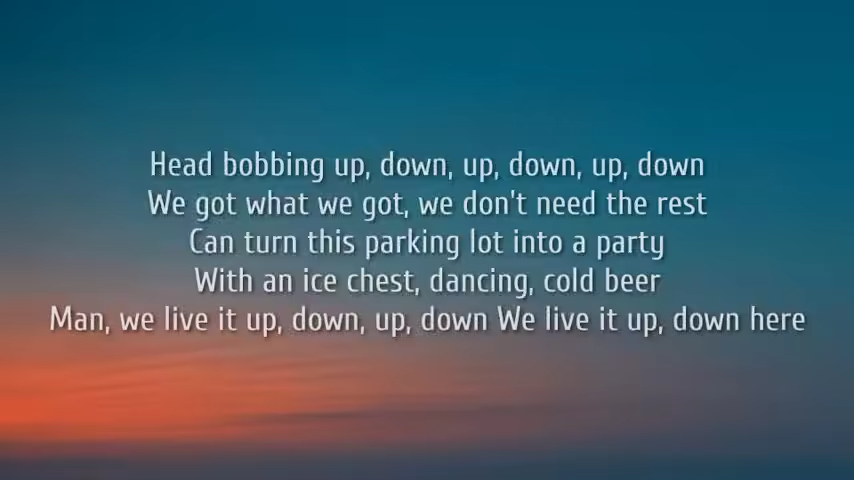 Head bobbing up, down, up, down, up, down
We got what we got, we don't need the rest
Can turn this parking lot into a party
With an ice chest, dancing, cold beer
Man, we live it up, down, up, down We live it up, down here